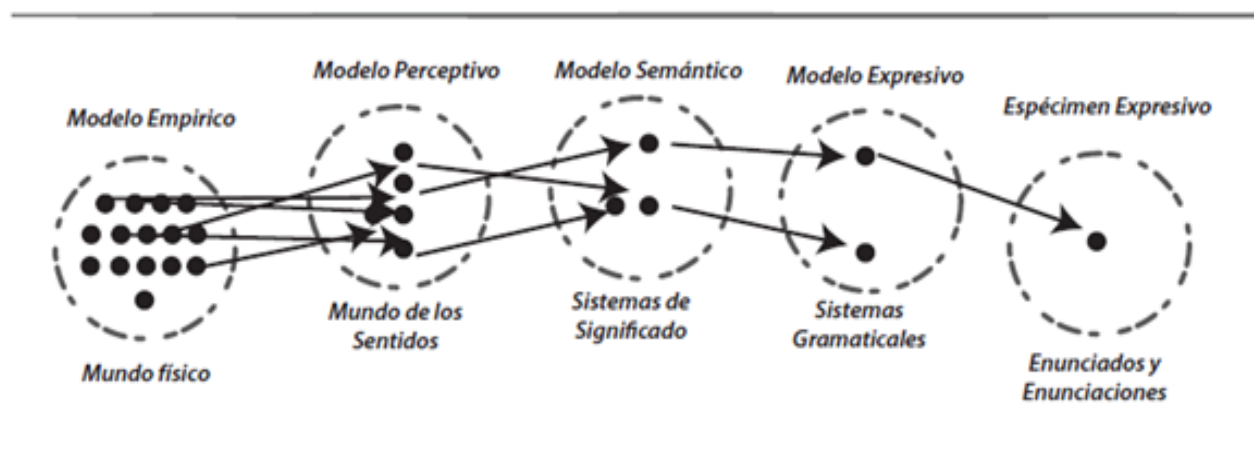 Modelo Empirico
Mundo físico
Modelo Perceptivo
Mundo de los
Sentidos
Modelo Semántico
Sistemas de
Significado
Modelo Expresivo
Sistemas
Gramaticales
Espécimen Expresivo
Enunciados y
Enunciaciones